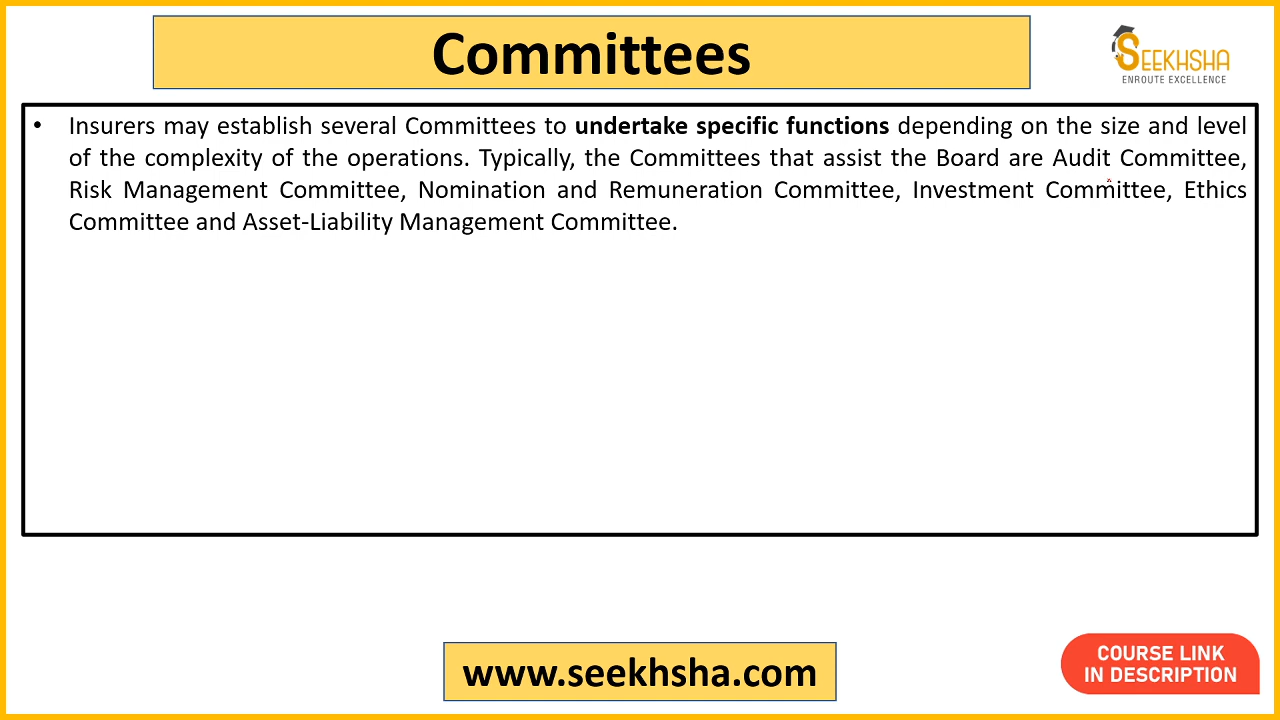 Committees
SEEKHSHA
ENROUTE EXCELLENCE
• Insurers may establish several Committees to undertake specific functions depending on the size and level
of the complexity of the operations. Typically, the Committees that assist the Board are Audit Committee,
Risk Management Committee, Nomination and Remuneration Committee, Investment Committee, Ethics
Committee and Asset-Liability Management Committee.
www.seekhsha.com
COURSE LINK
IN DESCRIPTION